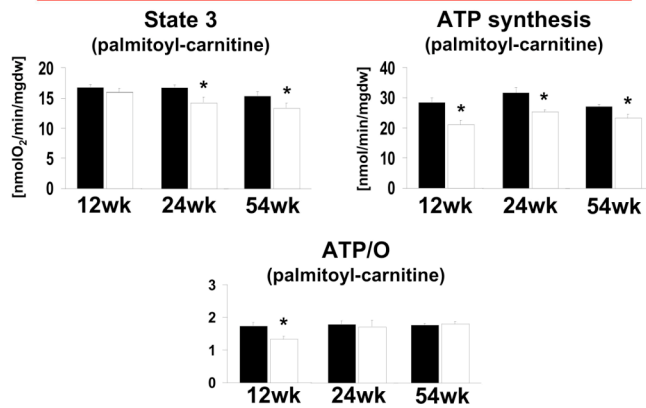 State 3
(palmitoyl-carnitine)
[nmolO₂/min/mgdw]
20
15
10
5
0
*
*
12wk 24wk 54wk
ATP synthesis
(palmitoyl-carnitine)
[nmol/min/mgdw]
40
30
20
10
0
*
*
*
12wk 24wk 54wk
ATP/O
(palmitoyl-carnitine)
3
2
1
0
*
12wk 24wk 54wk